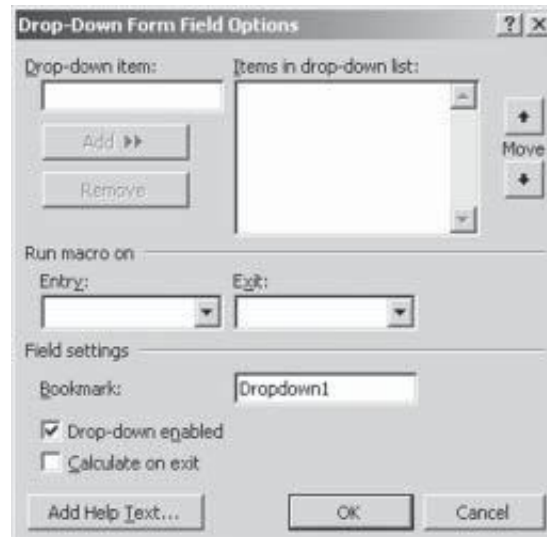 Drop-Down Form Field Options
Drop-down item: Items in drop-down list:
Add
Move
Remove
Run macro on
Entry: Exit:
Field settings
Bookmark: Dropdown1
Drop-down enabled
Calculate on exit
Add Help Text... OK Cancel